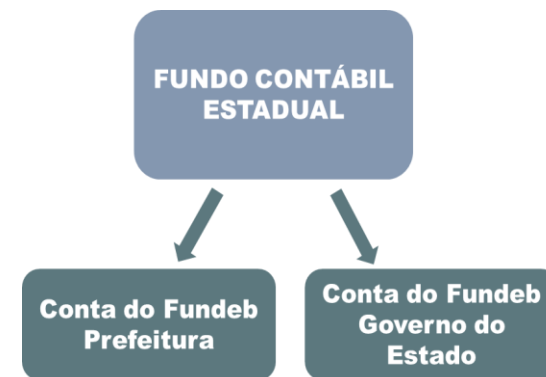 FUNDO CONTÁBIL
ESTADUAL
Conta do Fundeb
Prefeitura
Conta do Fundeb
Governo do
Estado